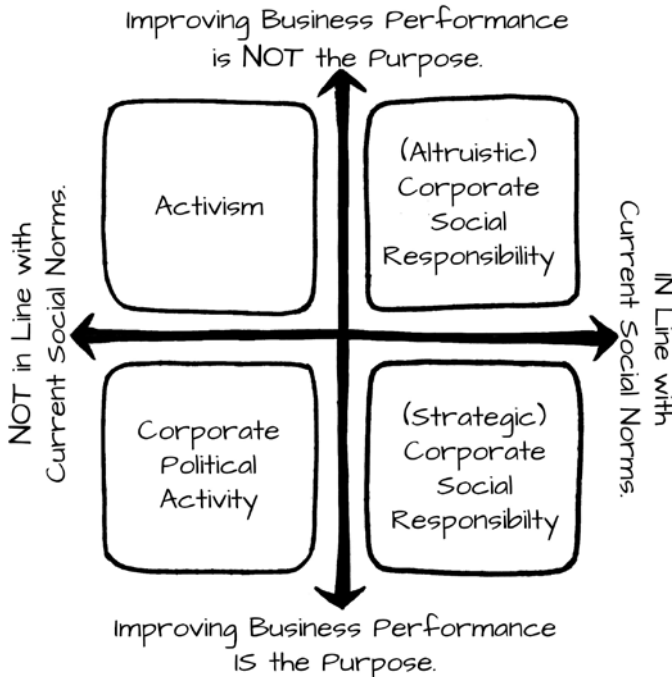 Improving Business Performance
is NOT the Purpose.
Activism
(Altruistic)
Corporate
Social
Responsibility
NOT in Line with
Current Social Norms.
IN Line with
Current Social Norms.
Corporate
Political
Activity
(Strategic)
Corporate
Social
Responsibilty
Improving Business Performance
IS the Purpose.